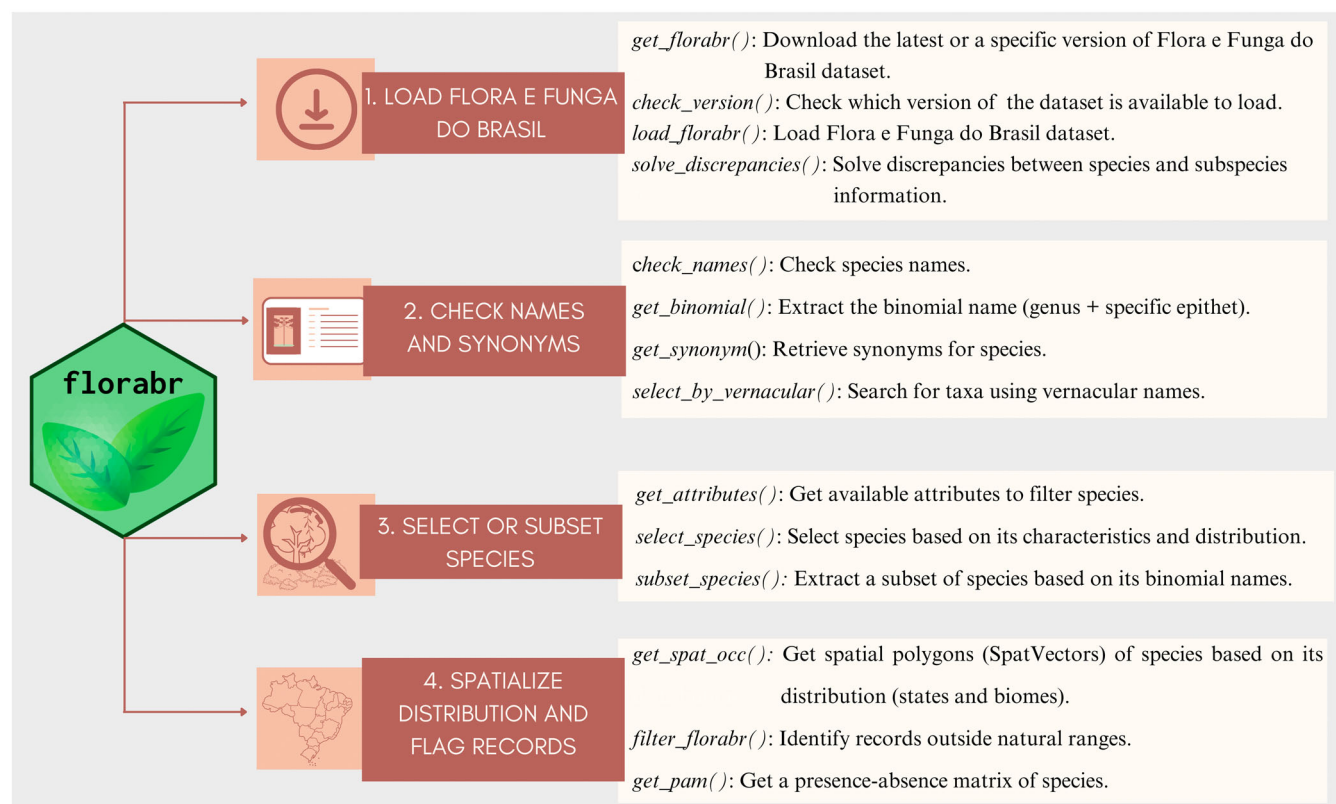 florabr
1. LOAD FLORA E FUNGA
DO BRASIL
get_florabr(): Download the latest or a specific version of Flora e Funga do
Brasil dataset.
check_version(): Check which version of the dataset is available to load.
load_florabr(): Load Flora e Funga do Brasil dataset.
solve_discrepancies(): Solve discrepancies between species and subspecies
information.
2. CHECK NAMES
AND SYNONYMS
check_names(): Check species names.
get_binomial(): Extract the binomial name (genus + specific epithet).
get_synonym(): Retrieve synonyms for species.
select_by_vernacular(): Search for taxa using vernacular names.
3. SELECT OR SUBSET
SPECIES
get_attributes(): Get available attributes to filter species.
select_species(): Select species based on its characteristics and distribution.
subset_species(): Extract a subset of species based on its binomial names.
4. SPATIALIZE
DISTRIBUTION AND
FLAG RECORDS
get_spat_occ(): Get spatial polygons (SpatVectors) of species based on its
distribution (states and biomes).
filter_florabr(): Identify records outside natural ranges.
get_pam(): Get a presence-absence matrix of species.